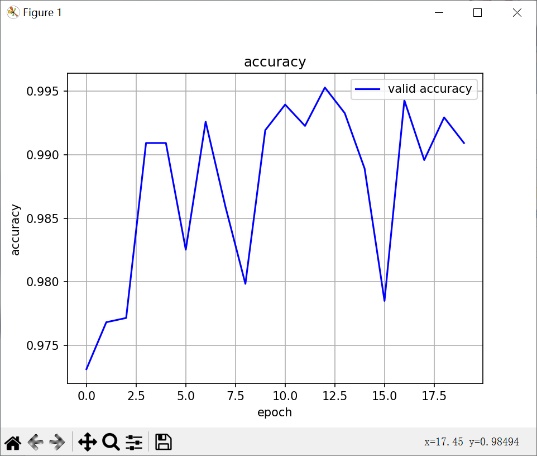 Figure 1
accuracy
valid accuracy
0.995
0.990
0.985
0.980
0.975
accuracy
0.0 2.5 5.0 7.5 10.0 12.5 15.0 17.5
epoch
x=17.45 y=0.98494